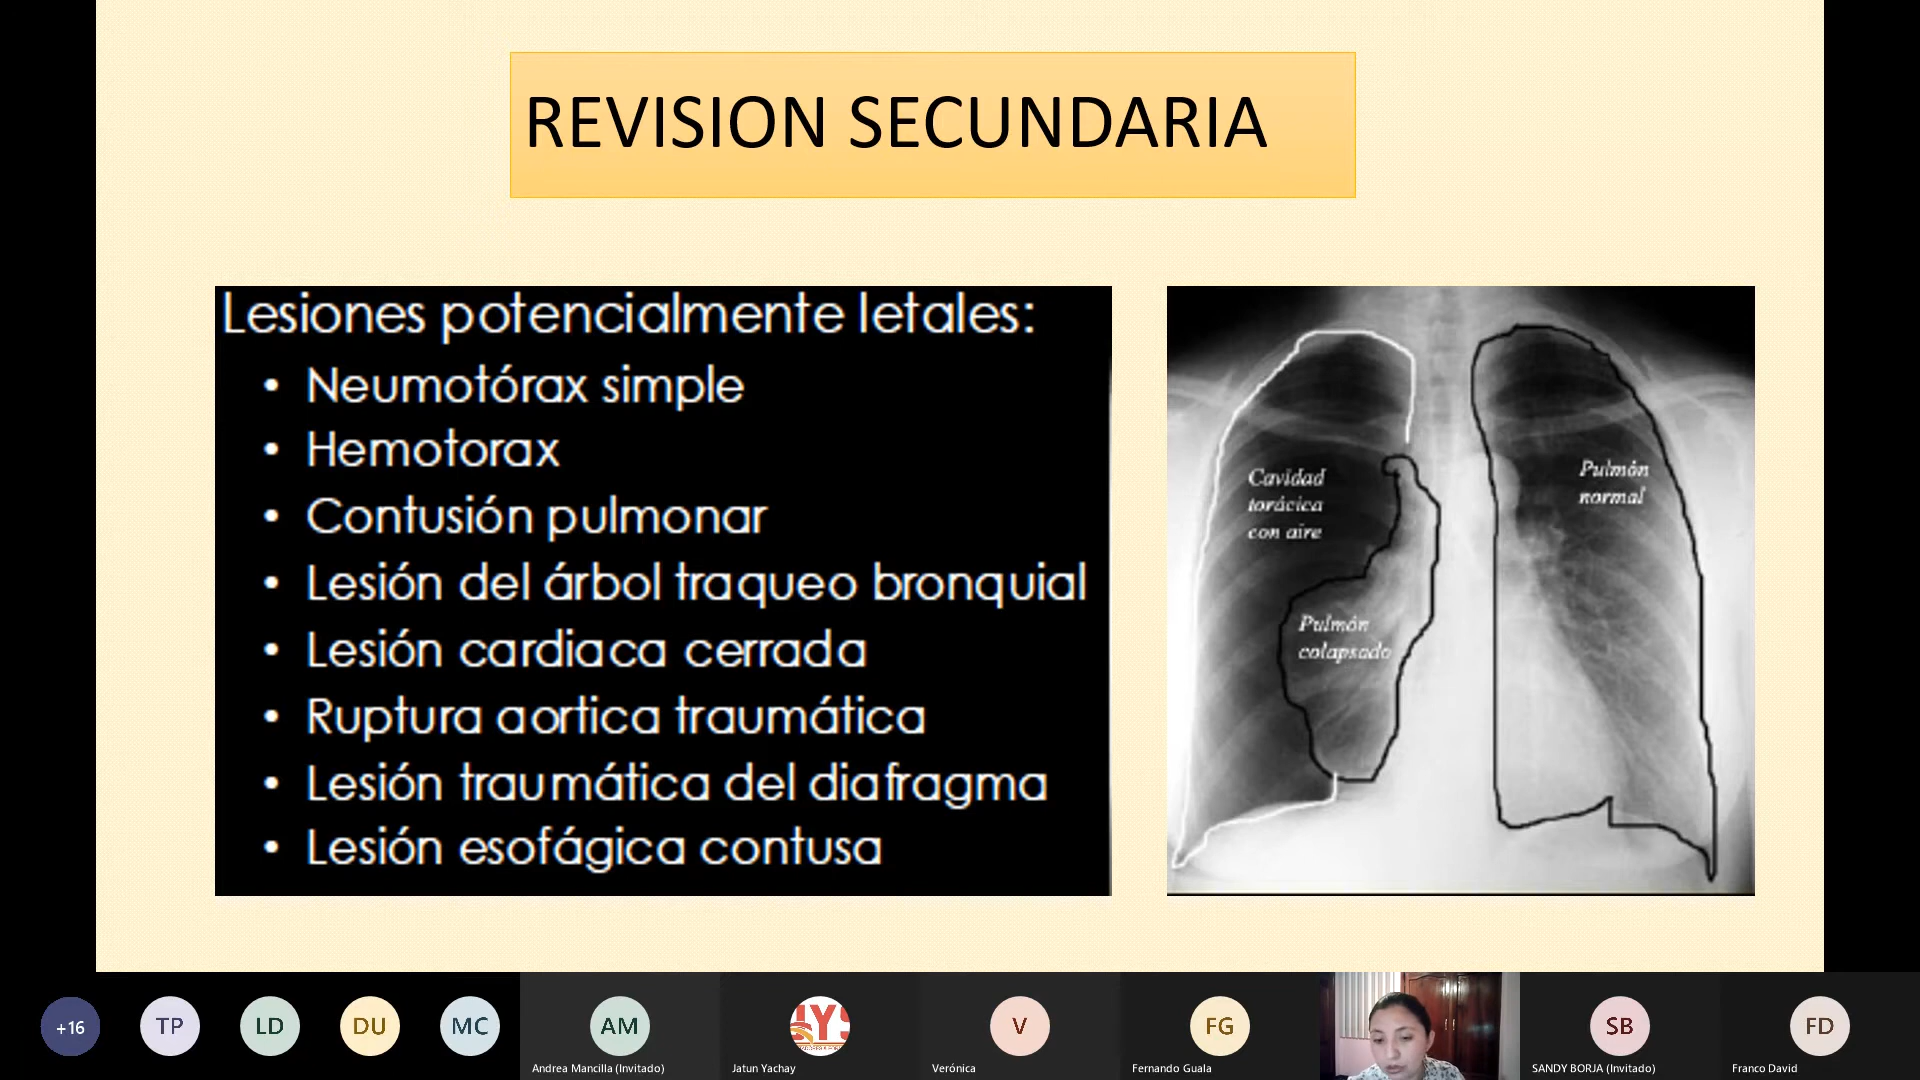 REVISION SECUNDARIA
Lesiones potencialmente letales:
• Neumotórax simple
• Hemotorax
• Contusión pulmonar
• Lesión del árbol traqueo bronquial
• Lesión cardiaca cerrada
• Ruptura aortica traumática
• Lesión traumática del diafragma
• Lesión esofágica contusa
Cavidad
torácica
con aire
Pulmón
colapsado
Pulmón
normal
+16
TP
LD
DU
MC
AM
Andrea Mancilla (Invitado)
Jatun Yachay
V
Verónica
FG
Fernando Guala
SB
SANDY BORJA (Invitado)
FD
Franco David